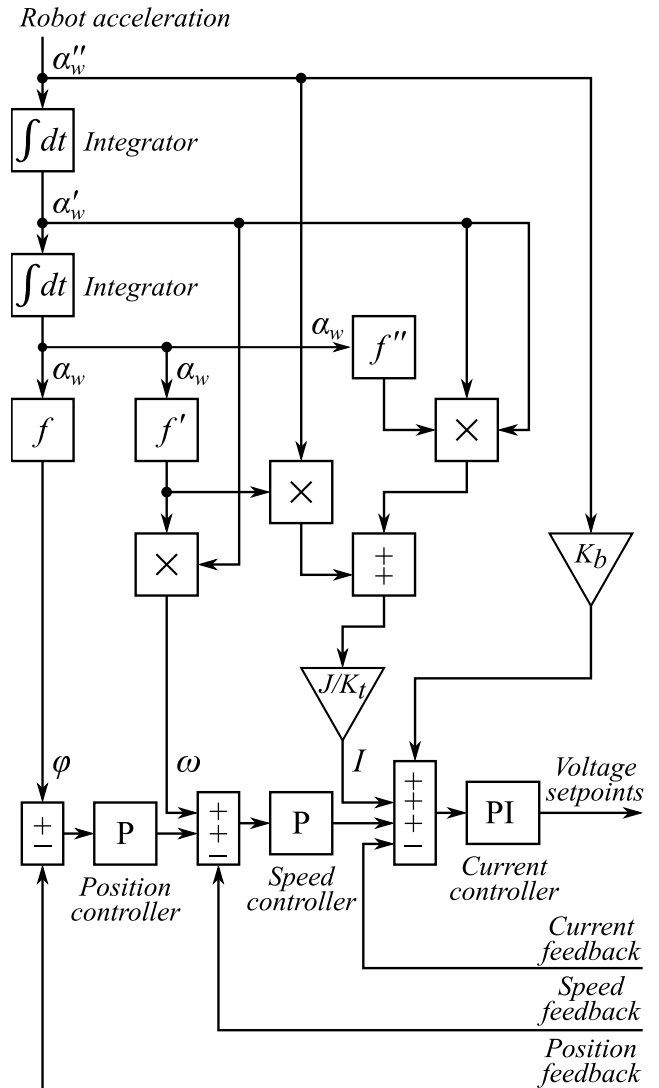 Robot acceleration
α″w
∫dt Integrator
α′w
∫dt Integrator
αw
αw
αw
f
f′
f″
×
×
×
+
+
Kb
J/Kt
φ
ω
I
+
−
P
+
+
−
P
+
+
+
−
PI
Voltage
setpoints
Position
controller
Speed
controller
Current
controller
Current
feedback
Speed
feedback
Position
feedback